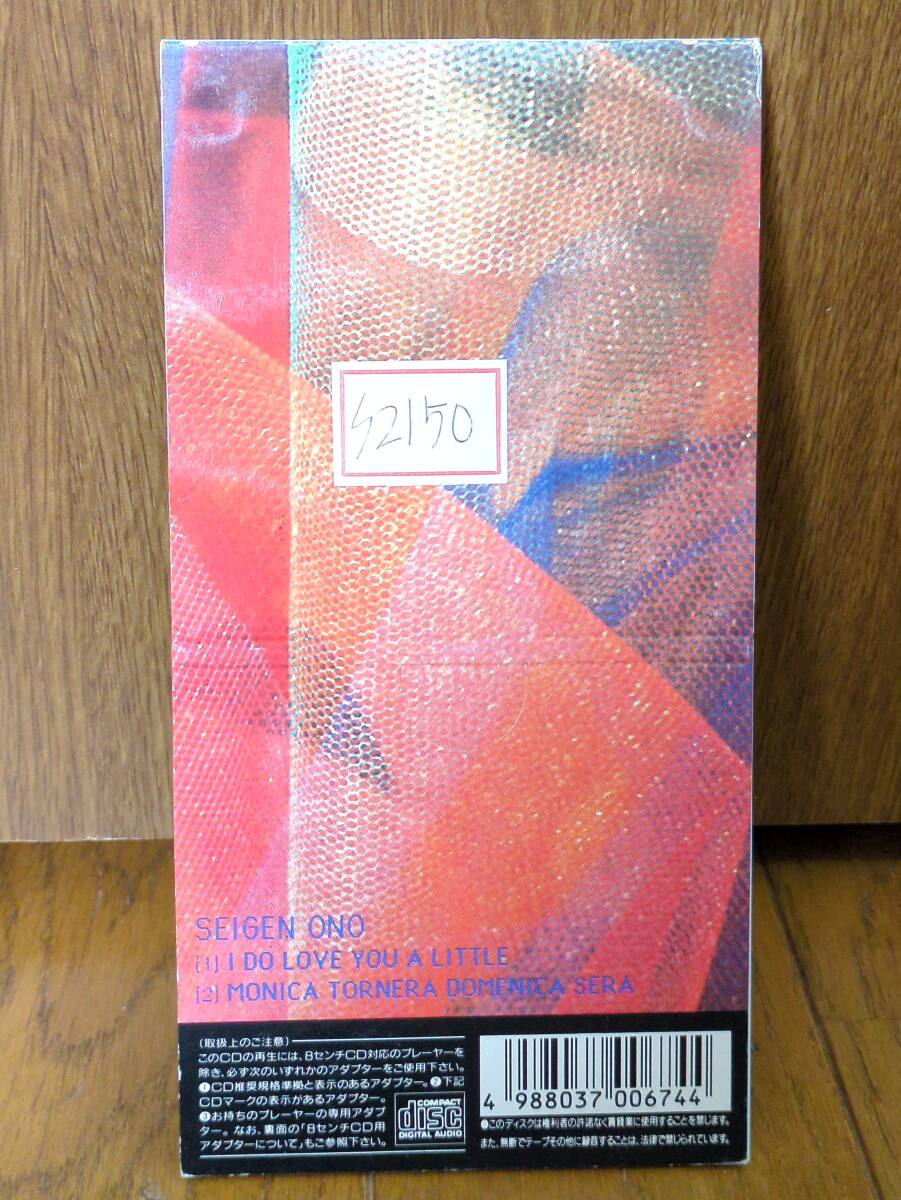 S2150
SEIGEN ONO
[1] I DO LOVE YOU A LITTLE
[2] MONICA TORNERA DOMENICA SERA
(取扱上のご注意)
このCDの再生には、8センチCD対応のプレーヤーを
除き、必ず次のいずれかのアダプターをご使用下さい。
❶CD推奨規格準拠と表示のあるアダプター。❷下記
CDマークの表示があるアダプター。
❸お持ちのプレーヤーの専用アダプ
ター。なお、裏面の「8センチCD用
アダプターについて」もご参照下さい。
COMPACT
disc
DIGITAL AUDIO
4 988037 006744
●このディスクは権利者の許諾なく賃貸業に使用することを禁じます。
また、無断でテープその他に録音することは、法律で禁じられています。